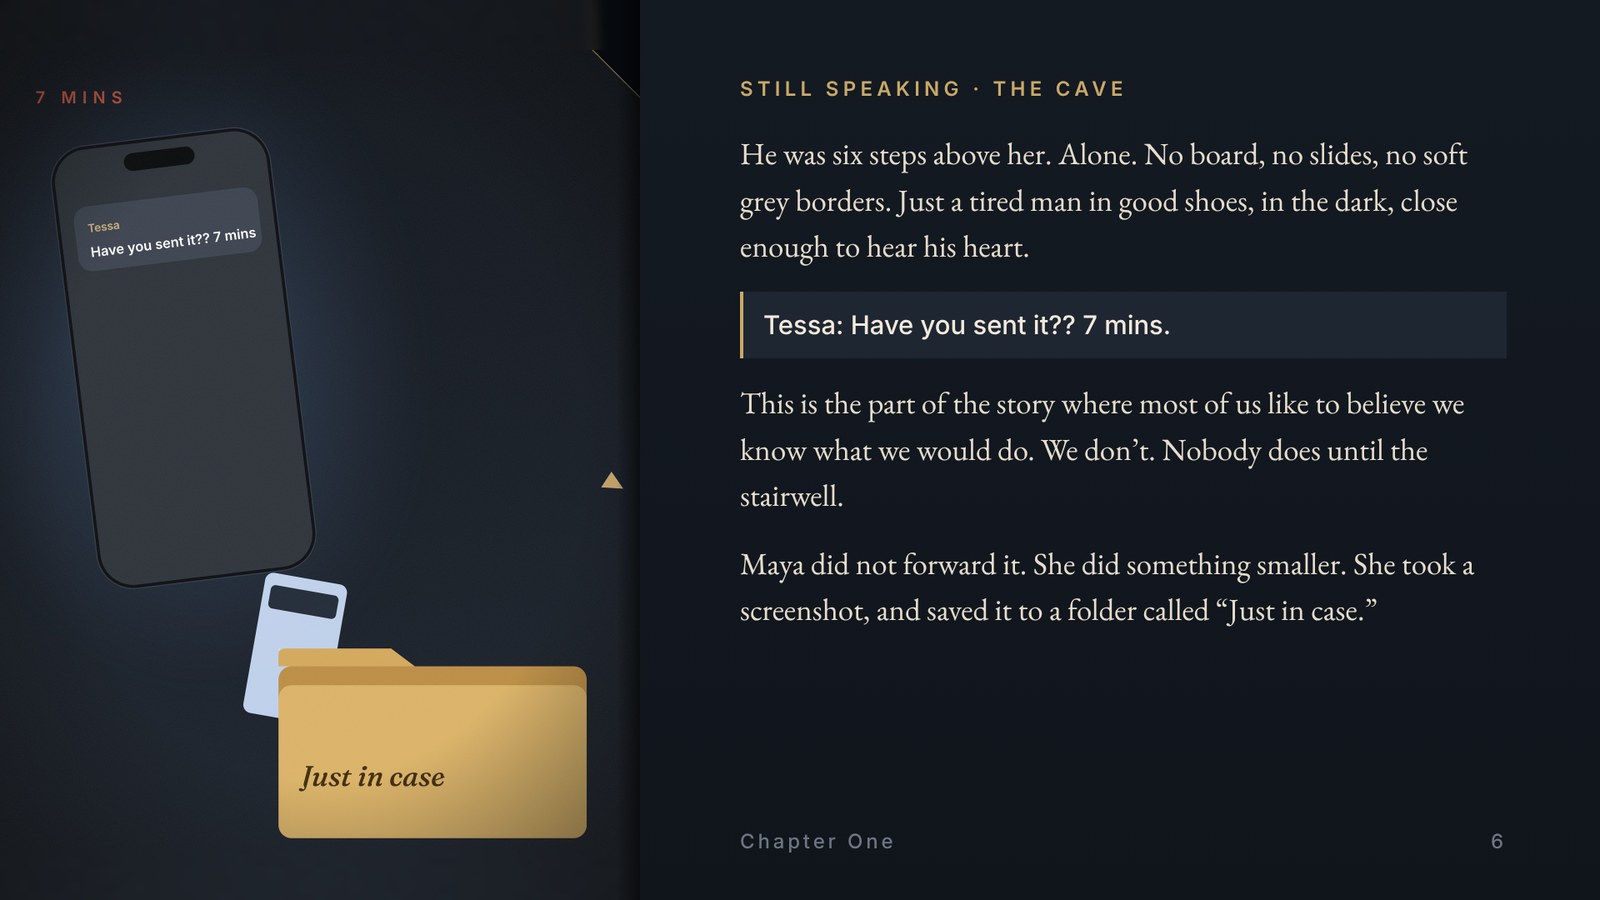 7 MINS
Tessa
Have you sent it?? 7 mins
Just in case
STILL SPEAKING · THE CAVE
He was six steps above her. Alone. No board, no slides, no soft
grey borders. Just a tired man in good shoes, in the dark, close
enough to hear his heart.
Tessa: Have you sent it?? 7 mins.
This is the part of the story where most of us like to believe we
know what we would do. We don’t. Nobody does until the
stairwell.
Maya did not forward it. She did something smaller. She took a
screenshot, and saved it to a folder called “Just in case.”
Chapter One
6